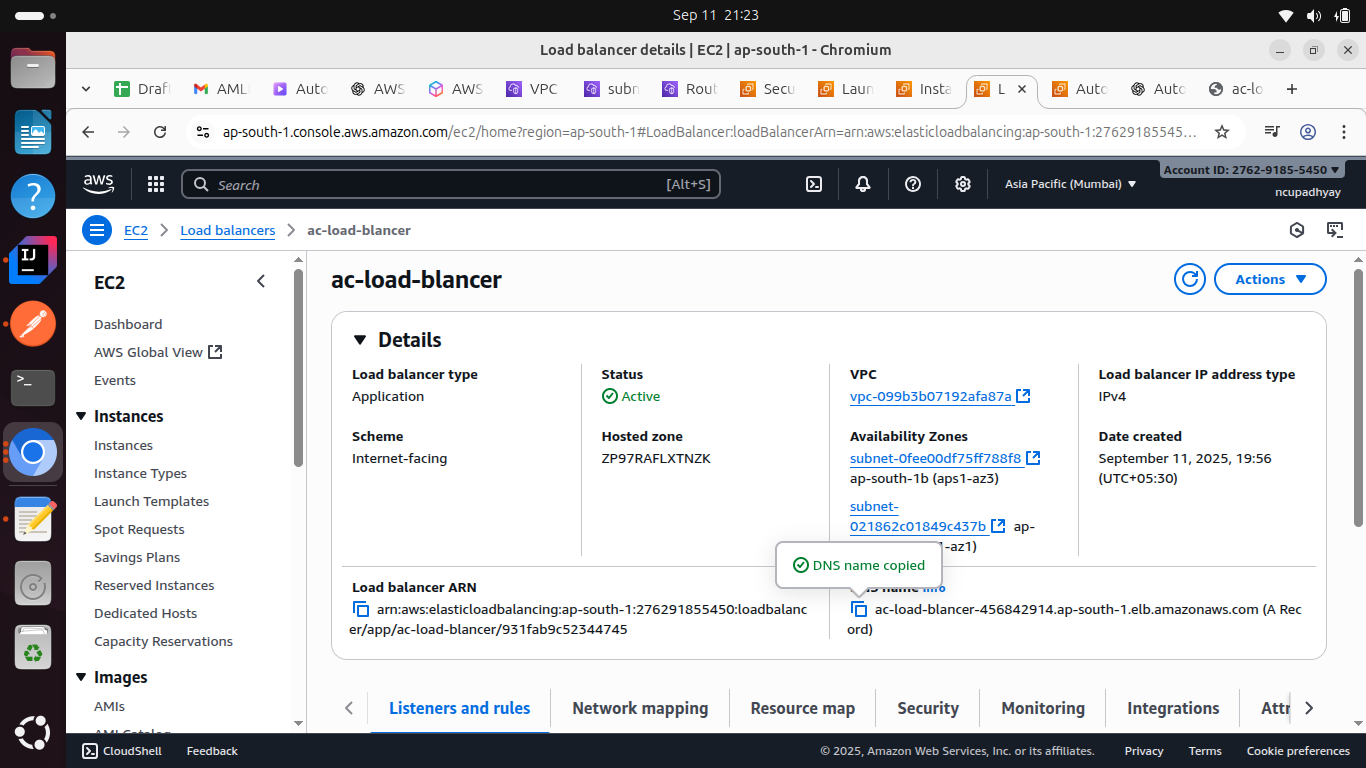 Sep 11 21:23
Load balancer details | EC2 | ap-south-1 - Chromium
Draf
AML
Auto
AWS
AWS
VPC
subn
Rout
Secu
Laun
Insta
L
Auto
Auto
ac-lo
ap-south-1.console.aws.amazon.com/ec2/home?region=ap-south-1#LoadBalancer:loadBalancerArn=arn:aws:elasticloadbalancing:ap-south-1:27629185545...
aws
Search
[Alt+S]
Asia Pacific (Mumbai)
Account ID: 2762-9185-5450
ncupadhyay
EC2
Load balancers
ac-load-blancer
EC2
Dashboard
AWS Global View
Events
Instances
Instances
Instance Types
Launch Templates
Spot Requests
Savings Plans
Reserved Instances
Dedicated Hosts
Capacity Reservations
Images
AMIs
ac-load-blancer
Actions
Details
Load balancer type
Application
Status
Active
VPC
vpc-099b3b07192afa87a
Load balancer IP address type
IPv4
Scheme
Internet-facing
Hosted zone
ZP97RAFLXTNZK
Availability Zones
subnet-0fee00df75ff788f8
ap-south-1b (aps1-az3)
subnet-
021862c01849c437b ap-
-az1)
Date created
September 11, 2025, 19:56
(UTC+05:30)
DNS name copied
Load balancer ARN
arn:aws:elasticloadbalancing:ap-south-1:276291855450:loadbalanc
er/app/ac-load-blancer/931fab9c52344745
name Info
ac-load-blancer-456842914.ap-south-1.elb.amazonaws.com (A Rec
ord)
Listeners and rules
Network mapping
Resource map
Security
Monitoring
Integrations
Attr
CloudShell
Feedback
© 2025, Amazon Web Services, Inc. or its affiliates.
Privacy
Terms
Cookie preferences